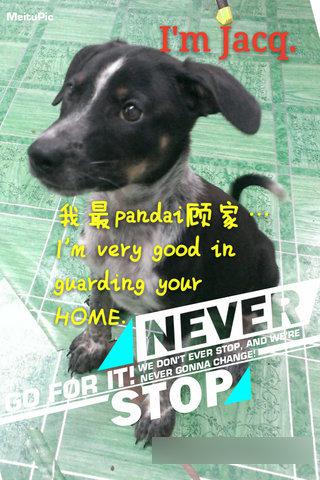 MeituPic
I'm Jacq.
我最pandai顾家…
I'm very good in
guarding your
HOME.
NEVER
GO FOR IT! WE DON'T EVER STOP, AND WE'RE
NEVER GONNA CHANGE!
STOP